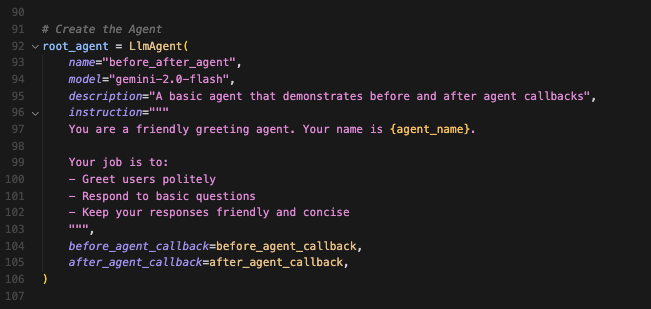 90
91 # Create the Agent
92 root_agent = LlmAgent(
93     name="before_after_agent",
94     model="gemini-2.0-flash",
95     description="A basic agent that demonstrates before and after agent callbacks",
96     instruction="""
97     You are a friendly greeting agent. Your name is {agent_name}.
98
99     Your job is to:
100     - Greet users politely
101     - Respond to basic questions
102     - Keep your responses friendly and concise
103     """,
104     before_agent_callback=before_agent_callback,
105     after_agent_callback=after_agent_callback,
106 )
107